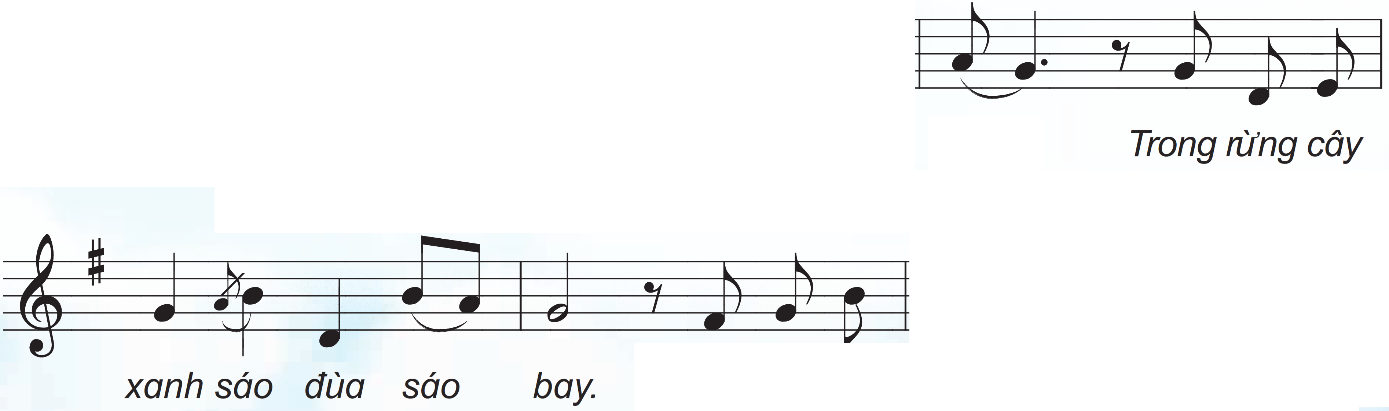 Trong rừng cây
xanh sáo đùa sáo bay.